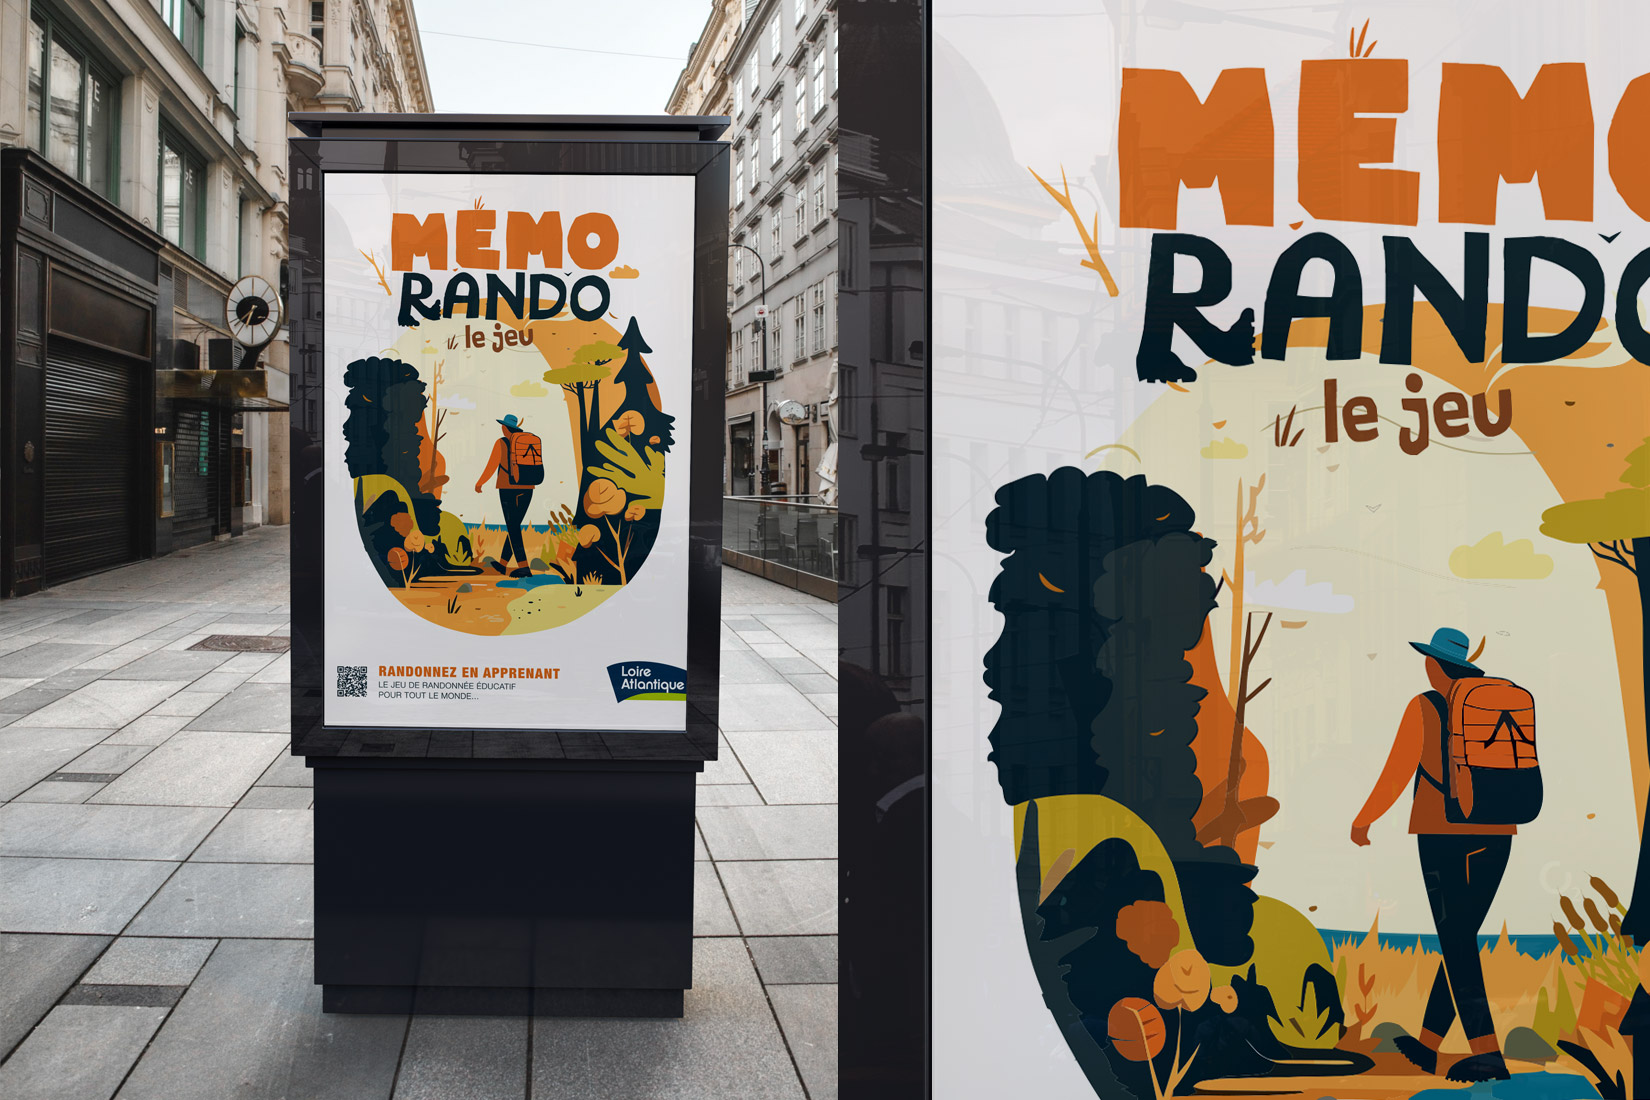 MÉMO
RANDO
le jeu
RANDONNEZ EN APPRENANT
LE JEU DE RANDONNÉE ÉDUCATIF
POUR TOUT LE MONDE...
Loire
Atlantique
MÉMO
RANDO
le jeu